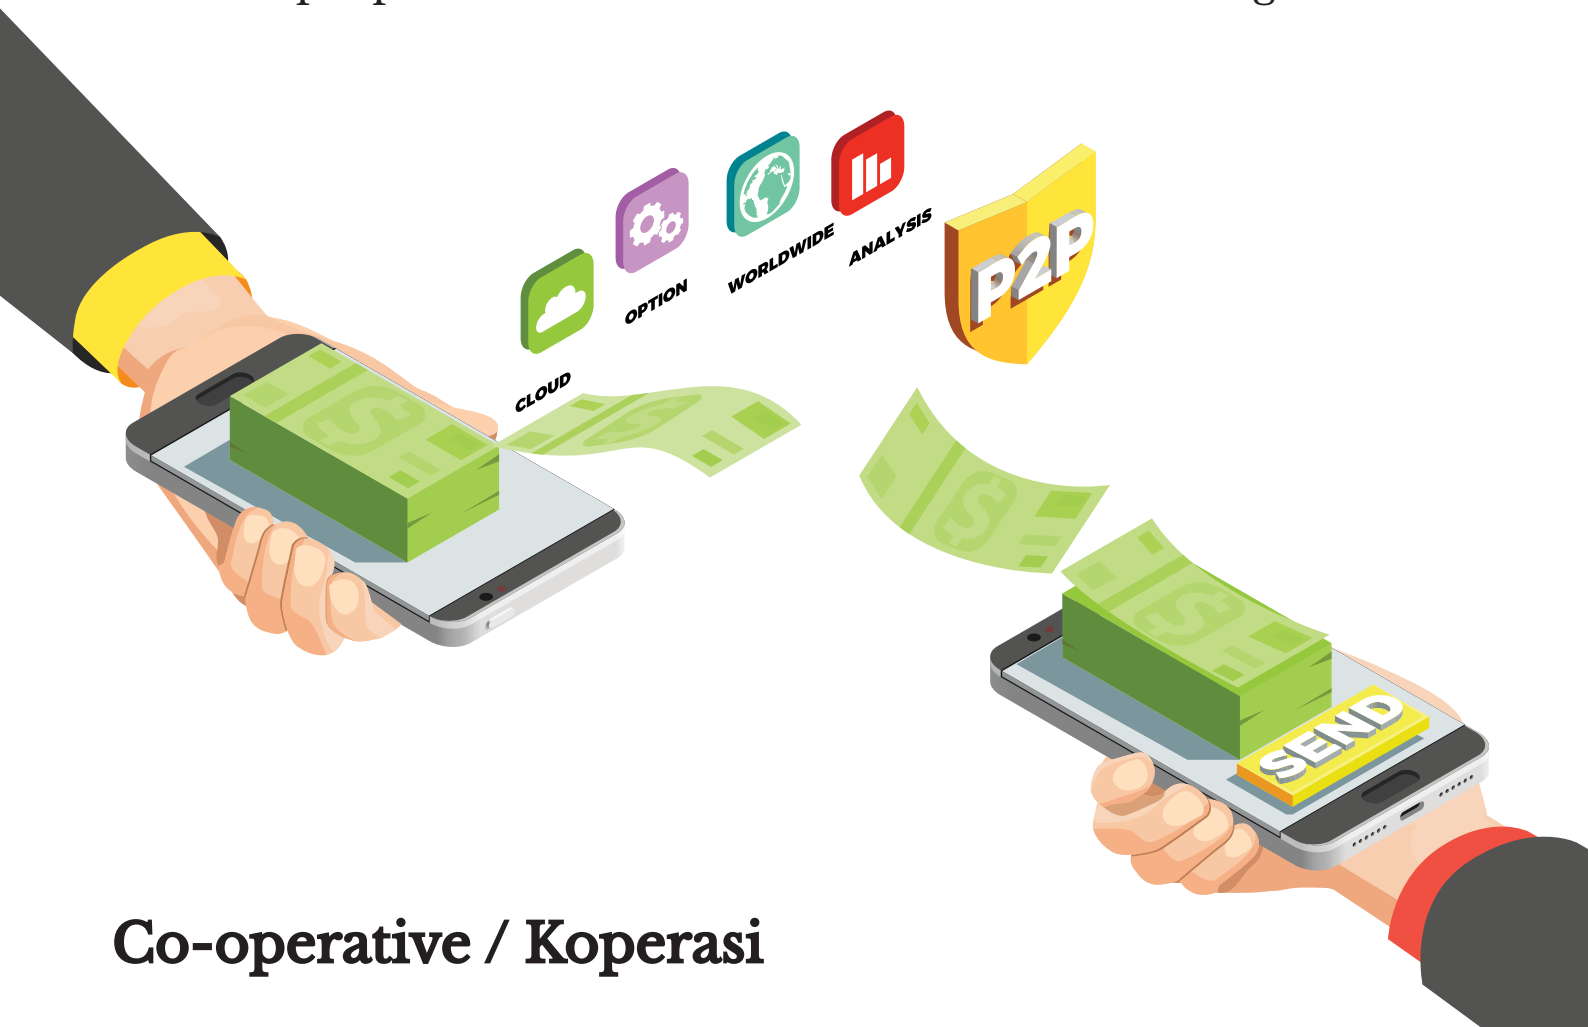 CLOUD
OPTION
WORLDWIDE
ANALYSIS
P2P
$
$
$
$
SEND
Co-operative / Koperasi